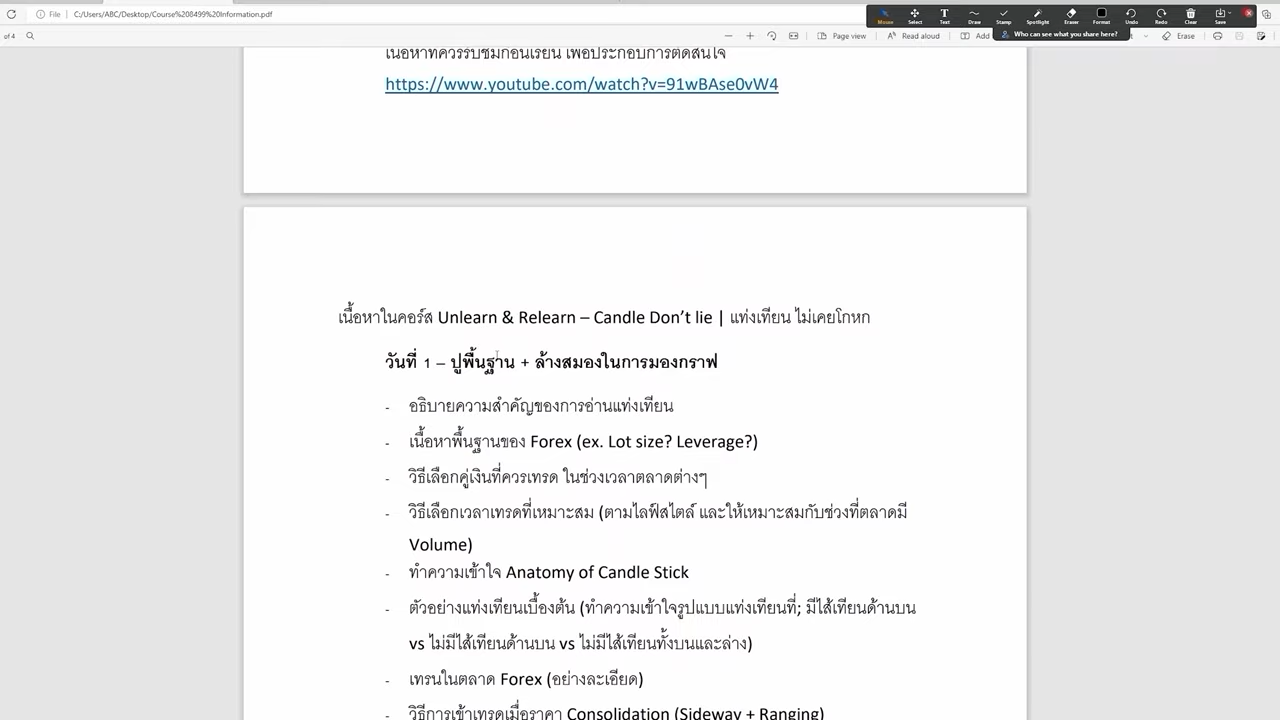 File
C:/Users/ABC/Desktop/Course%208499%20Information.pdf
Mouse
Select
Text
Draw
Stamp
Spotlight
Eraser
Format
Undo
Redo
Clear
Save
Who can see what you share here?
of 4
Page view
Read aloud
Add
Erase
เนื้อหาที่ควรรับชมก่อนเรียน เพื่อประกอบการตัดสินใจ
https://www.youtube.com/watch?v=91wBAse0vW4
เนื้อหาในคอร์ส Unlearn & Relearn – Candle Don’t lie | แท่งเทียน ไม่เคยโกหก
วันที่ 1 – ปูพื้นฐาน + ล้างสมองในการมองกราฟ
- อธิบายความสำคัญของการอ่านแท่งเทียน
- เนื้อหาพื้นฐานของ Forex (ex. Lot size? Leverage?)
- วิธีเลือกคู่เงินที่ควรเทรด ในช่วงเวลาตลาดต่างๆ
- วิธีเลือกเวลาเทรดที่เหมาะสม (ตามไลฟ์สไตล์ และให้เหมาะสมกับช่วงที่ตลาดมี
Volume)
- ทำความเข้าใจ Anatomy of Candle Stick
- ตัวอย่างแท่งเทียนเบื้องต้น (ทำความเข้าใจรูปแบบแท่งเทียนที่; มีไส้เทียนด้านบน
vs ไม่มีไส้เทียนด้านบน vs ไม่มีไส้เทียนทั้งบนและล่าง)
- เทรนในตลาด Forex (อย่างละเอียด)
- วิธีการเข้าเทรดเมื่อราคา Consolidation (Sideway + Ranging)